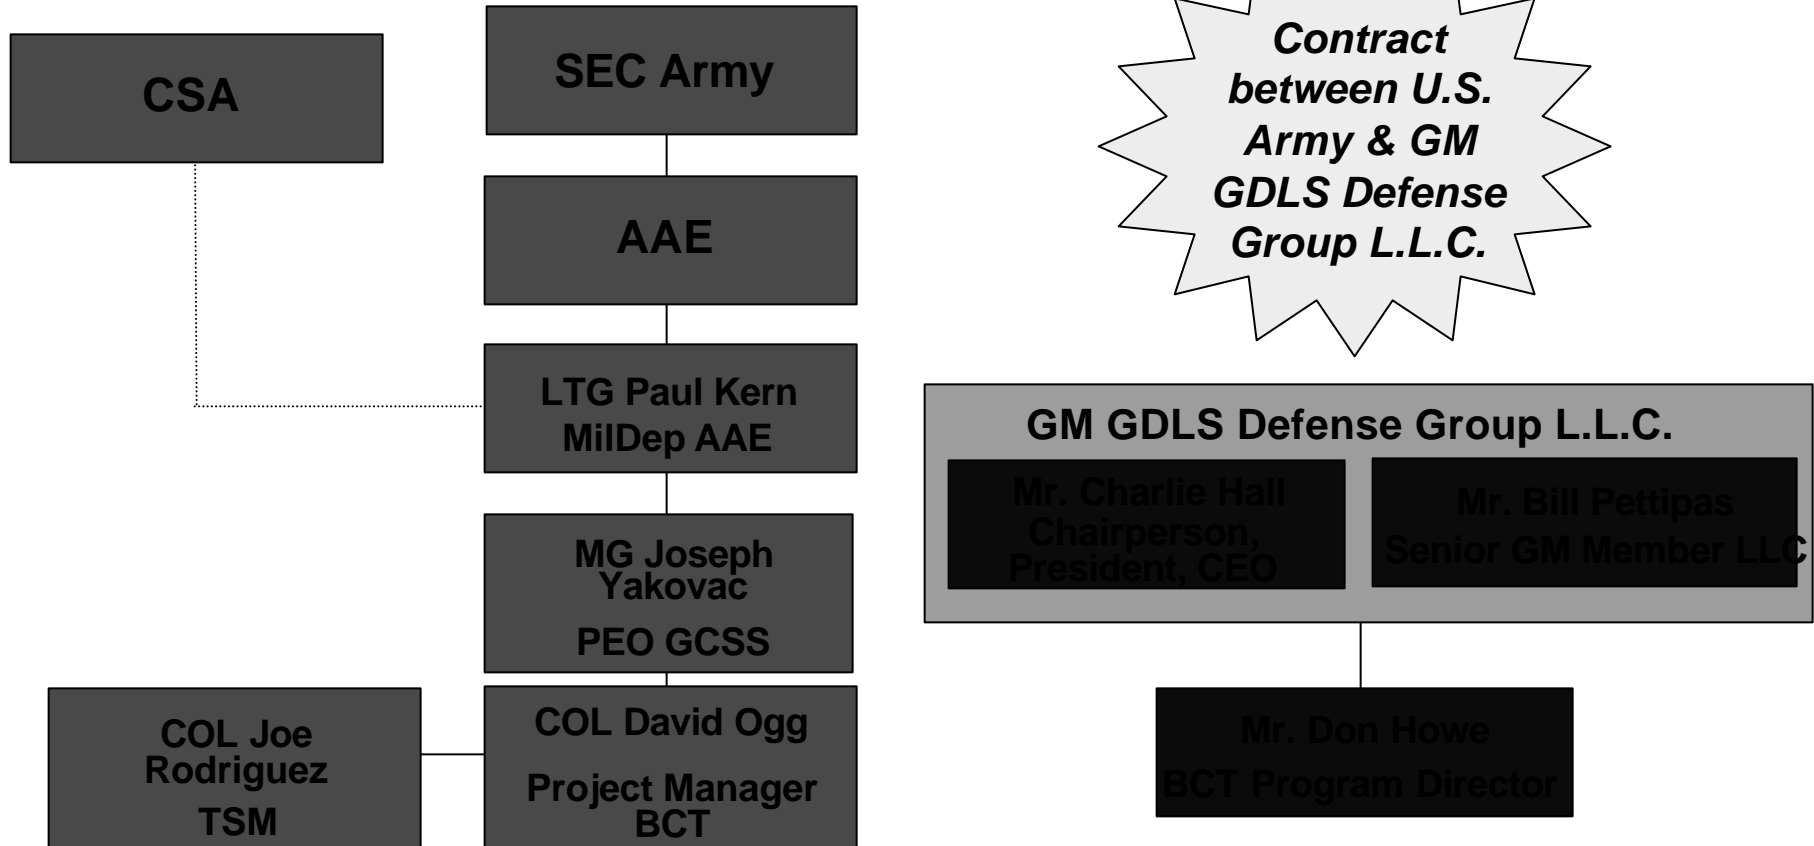 CSA
SEC Army
AAE
LTG Paul Kern
MilDep AAE
MG Joseph
Yakovac
PEO GCSS
COL Joe
Rodriguez
TSM
COL David Ogg
Project Manager
BCT
Contract
between U.S.
Army & GM
GDLS Defense
Group L.L.C.
GM GDLS Defense Group L.L.C.
Mr. Charlie Hall
Chairperson,
President, CEO
Mr. Bill Pettipas
Senior GM Member LLC
Mr. Don Howe
BCT Program Director